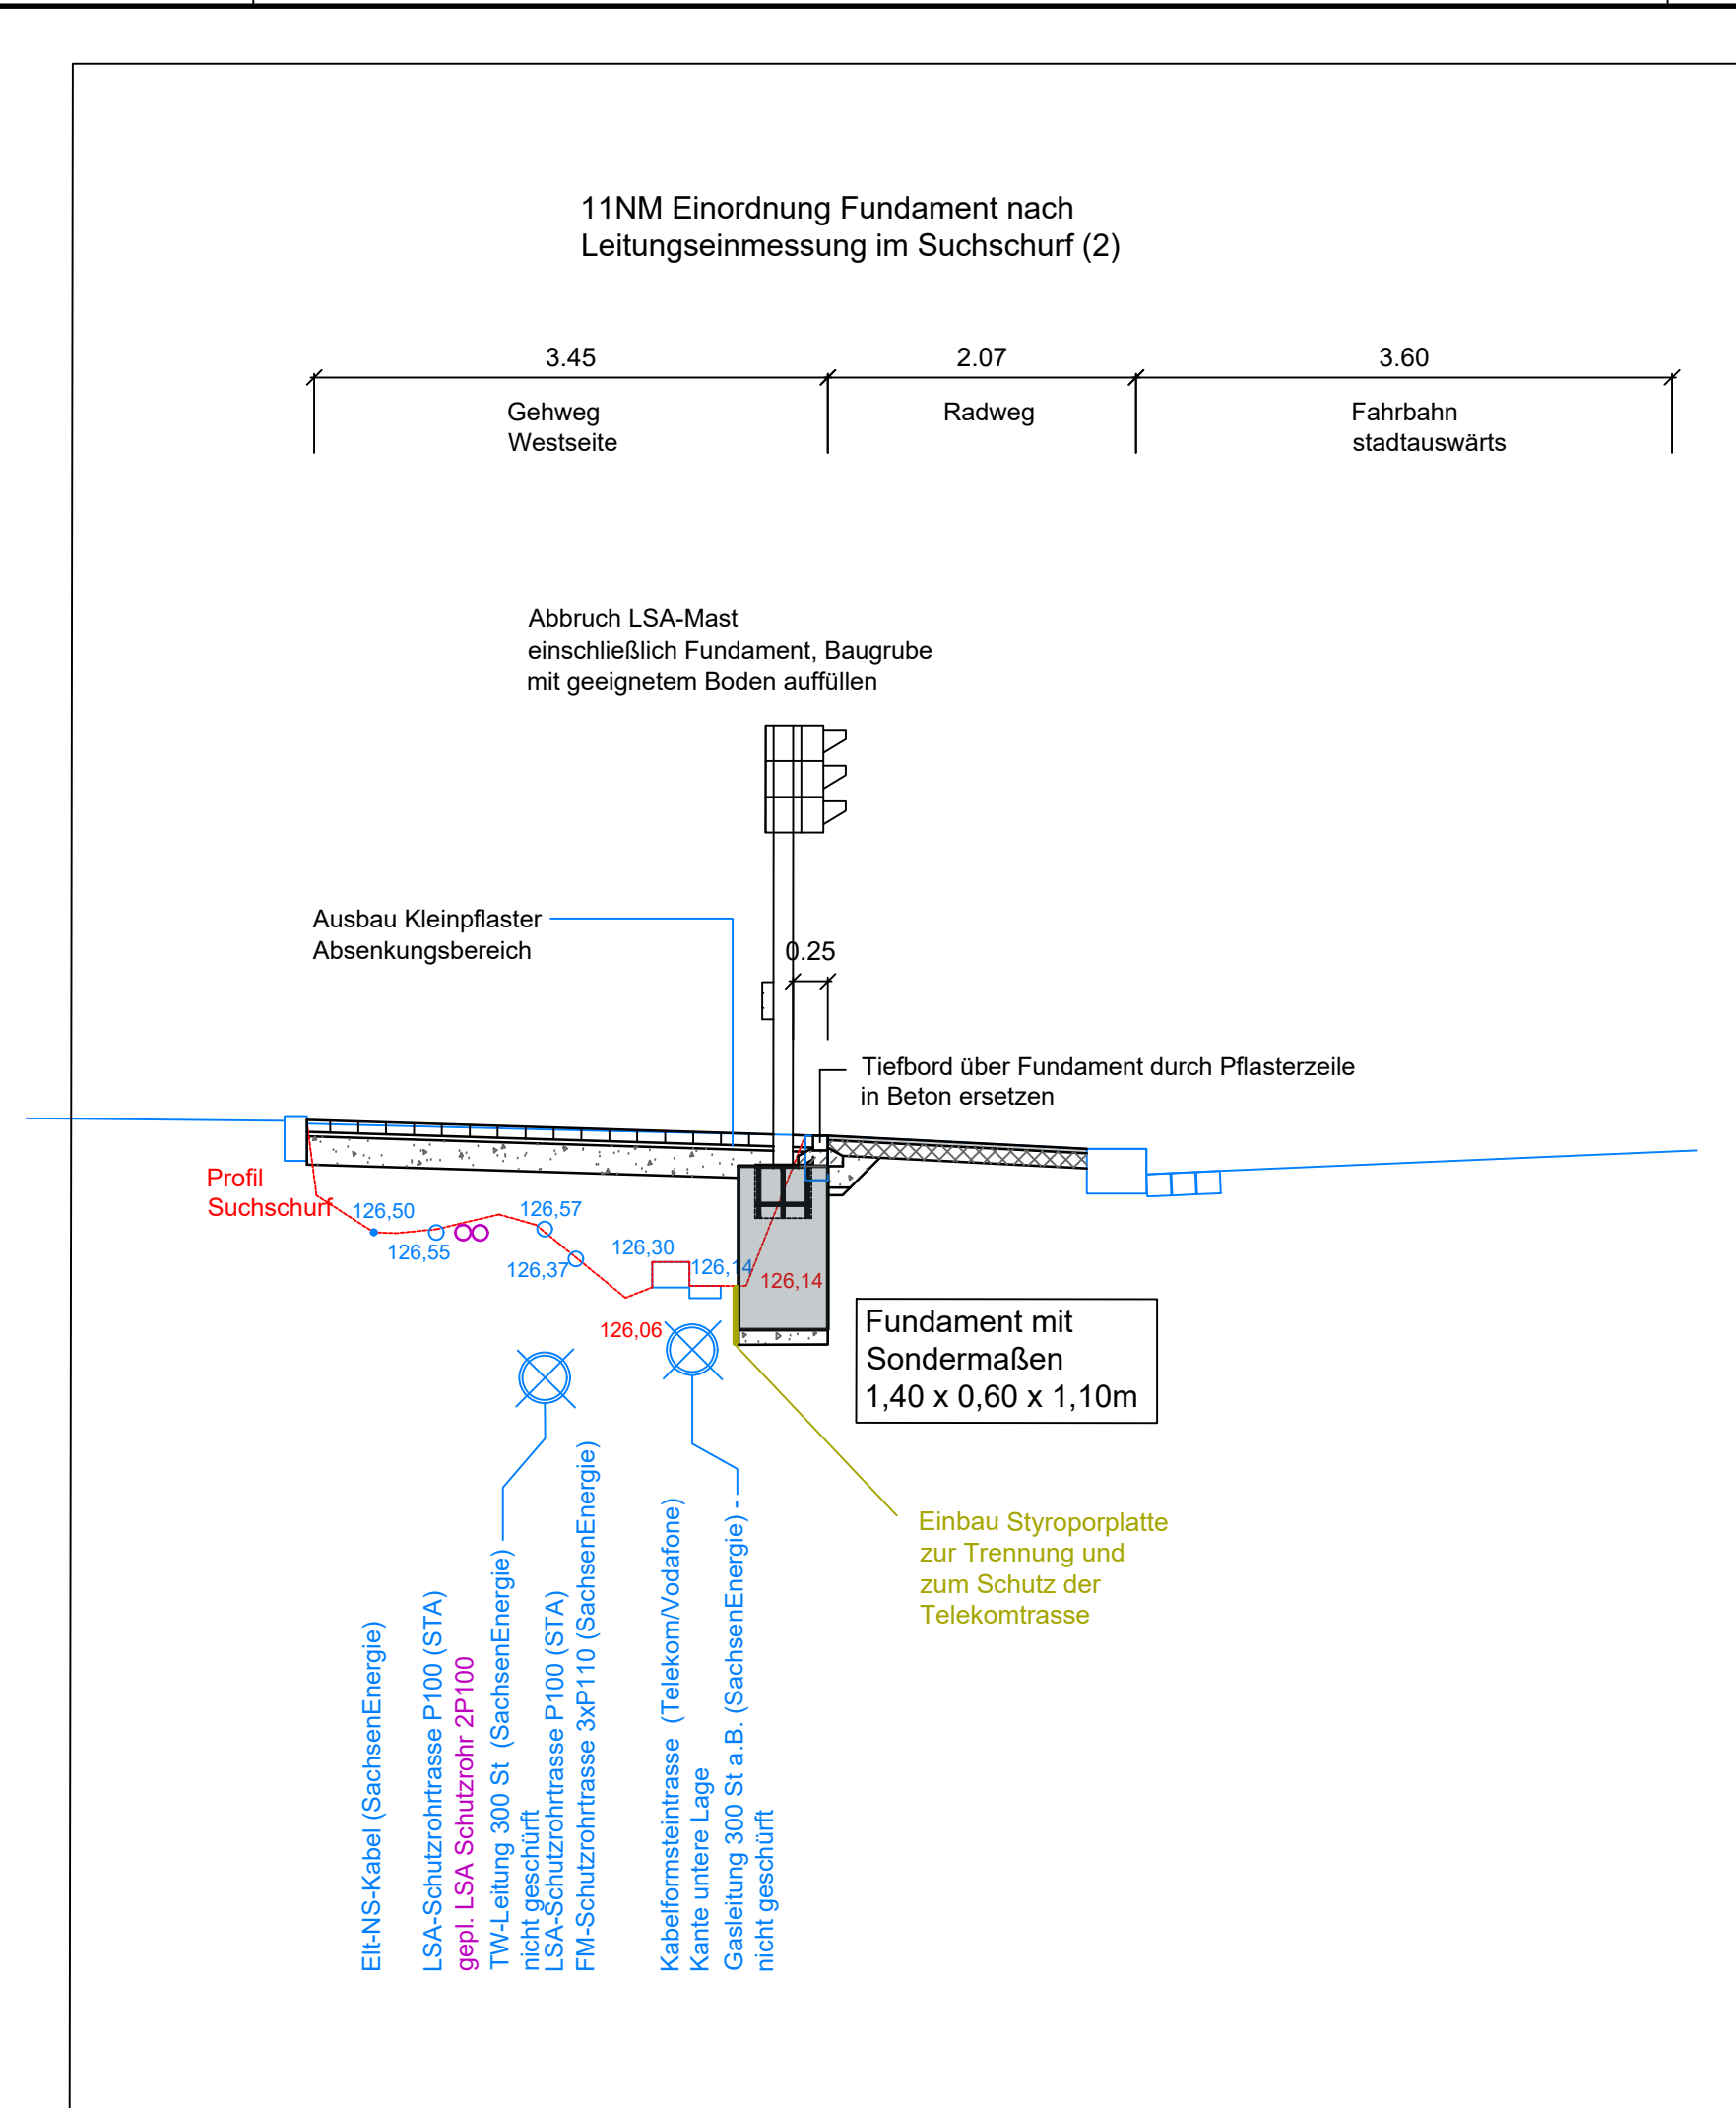 11NM Einordnung Fundament nach
Leitungseinmessung im Suchschurf (2)
3.45
2.07
3.60
Gehweg
Westseite
Radweg
Fahrbahn
stadtauswärts
Abbruch LSA-Mast
einschließlich Fundament, Baugrube
mit geeignetem Boden auffüllen
Ausbau Kleinpflaster
Absenkungsbereich
0.25
Tiefbord über Fundament durch Pflasterzeile
in Beton ersetzen
Profil
Suchschurf
126,50
126,55
126,57
126,37
126,30
126,14
126,14
126,06
Fundament mit
Sondermaßen
1,40 x 0,60 x 1,10m
Einbau Styroporplatte
zur Trennung und
zum Schutz der
Telekomtrasse
Elt-NS-Kabel (SachsenEnergie)
LSA-Schutzrohrtrasse P100 (STA)
gepl. LSA Schutzrohr 2P100
TW-Leitung 300 St (SachsenEnergie)
nicht geschürft
LSA-Schutzrohrtrasse P100 (STA)
FM-Schutzrohrtrasse 3xP110 (SachsenEnergie)
Kabelformsteintrasse (Telekom/Vodafone)
Kante untere Lage
Gasleitung 300 St a.B. (SachsenEnergie) -
nicht geschürft